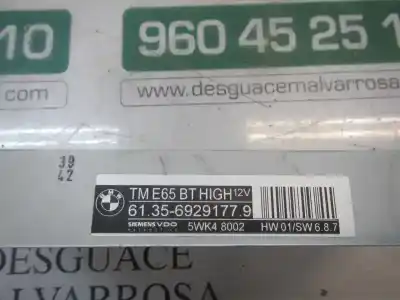 10
960 45 25 1
.com
www.desguacemalvarrosa
39
42
TM E65 BT HIGH 12V
61.35-6929177.9
SIEMENS VDO
5WK4 8002
HW 01/SW 6.8.7
DESGUACE
MALVARROSA